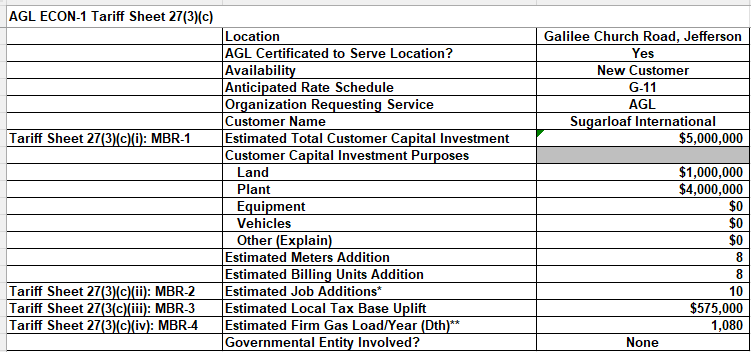 AGL ECON-1 Tariff Sheet 27(3)(c)
Location Galilee Church Road, Jefferson
AGL Certificated to Serve Location? Yes
Availability New Customer
Anticipated Rate Schedule G-11
Organization Requesting Service AGL
Customer Name Sugarloaf International
Tariff Sheet 27(3)(c)(i): MBR-1 Estimated Total Customer Capital Investment $5,000,000
Customer Capital Investment Purposes
Land $1,000,000
Plant $4,000,000
Equipment $0
Vehicles $0
Other (Explain) $0
Estimated Meters Addition 8
Estimated Billing Units Addition 8
Tariff Sheet 27(3)(c)(ii): MBR-2 Estimated Job Additions* 10
Tariff Sheet 27(3)(c)(iii): MBR-3 Estimated Local Tax Base Uplift $575,000
Tariff Sheet 27(3)(c)(iv): MBR-4 Estimated Firm Gas Load/Year (Dth)** 1,080
Governmental Entity Involved? None